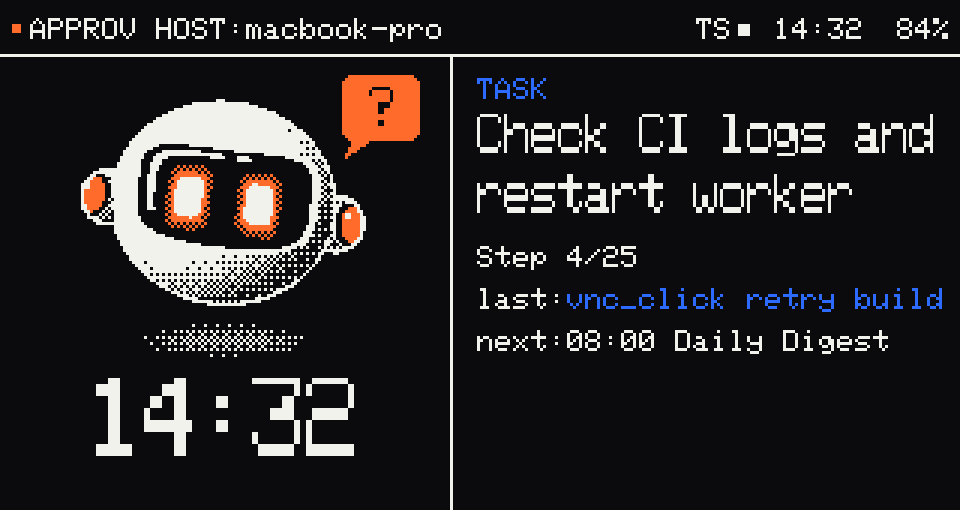 APPROV HOST:macbook-pro
TS 14:32 84%
?
14:32
TASK
Check CI logs and
restart worker
Step 4/25
last:vnc_click retry build
next:08:00 Daily Digest